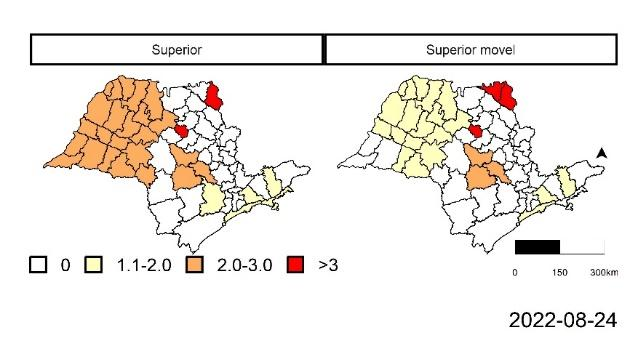 Superior
Superior movel
0 1.1-2.0 2.0-3.0 >3
0 150 300km
2022-08-24